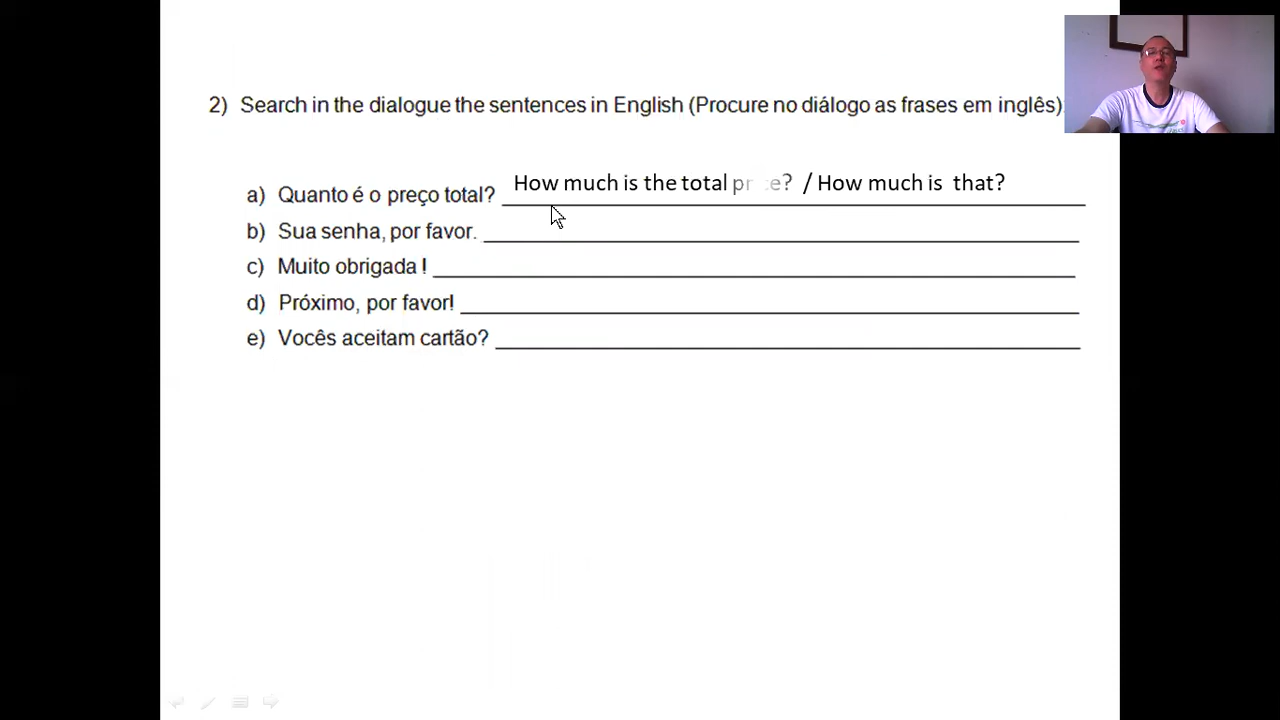 2) Search in the dialogue the sentences in English (Procure no diálogo as frases em inglês)
a) Quanto é o preço total? How much is the total price? / How much is that?
b) Sua senha, por favor.
c) Muito obrigada !
d) Próximo, por favor!
e) Vocês aceitam cartão?